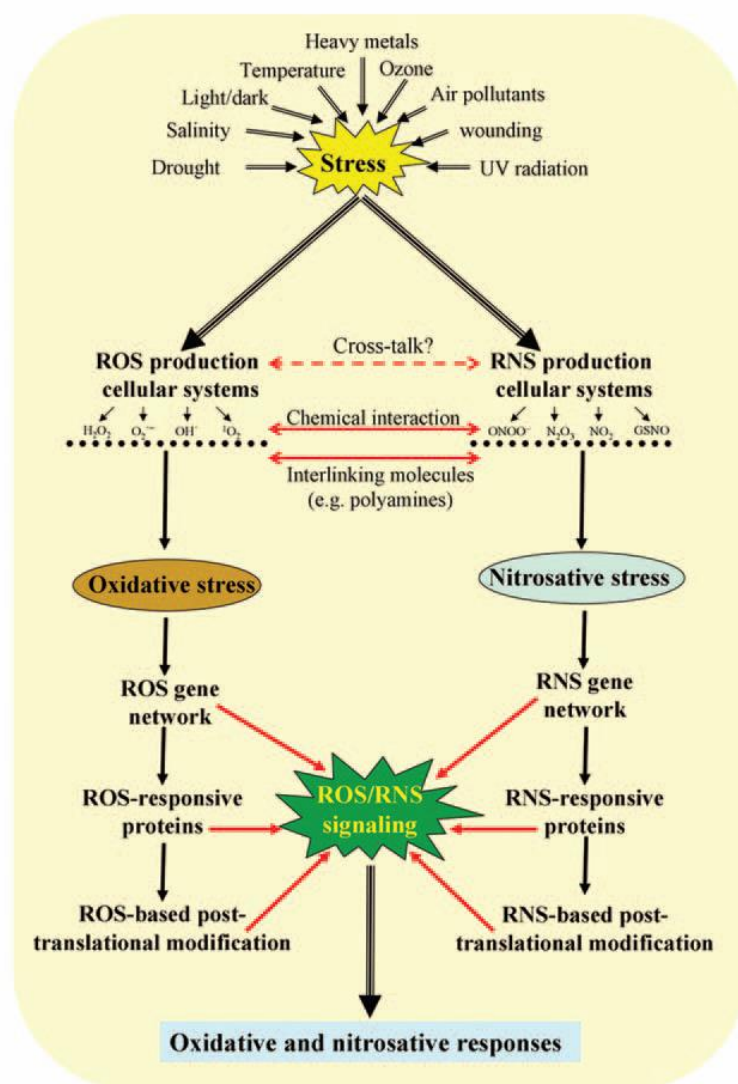 Heavy metals
Temperature
Ozone
Light/dark
Air pollutants
Salinity
wounding
Drought
Stress
UV radiation
ROS production
cellular systems
Cross-talk?
RNS production
cellular systems
H₂O₂ O₂·⁻ OH· ¹O₂
Chemical interaction
ONOO⁻ N₂O₃ NO₂ GSNO
Interlinking molecules
(e.g. polyamines)
Oxidative stress
Nitrosative stress
ROS gene
network
RNS gene
network
ROS-responsive
proteins
ROS/RNS
signaling
RNS-responsive
proteins
ROS-based post-
translational modification
RNS-based post-
translational modification
Oxidative and nitrosative responses